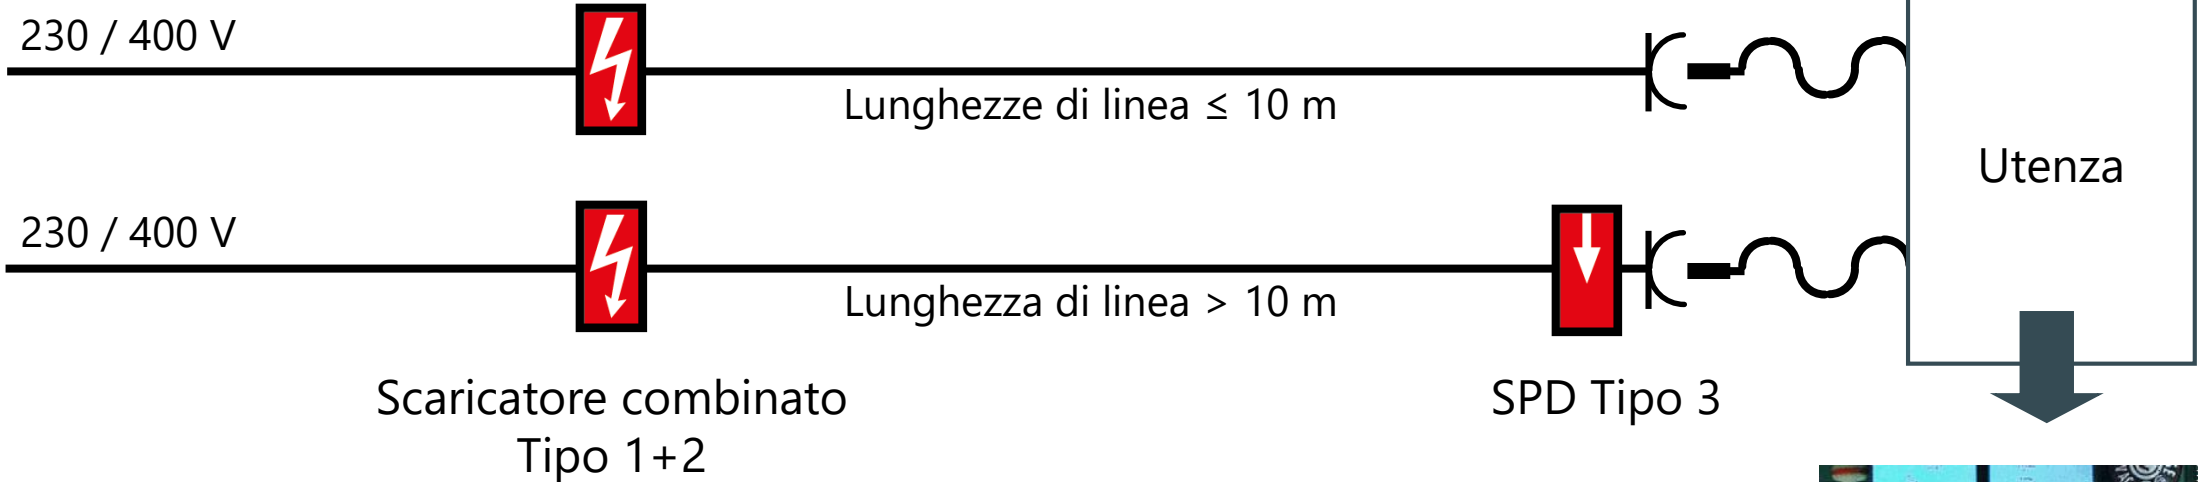 230 / 400 V
Lunghezze di linea ≤ 10 m
Utenza
230 / 400 V
Lunghezza di linea > 10 m
Scaricatore combinato
Tipo 1+2
SPD Tipo 3